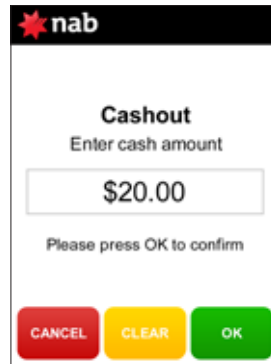 nab
Cashout
Enter cash amount
$20.00
Please press OK to confirm
CANCEL CLEAR OK